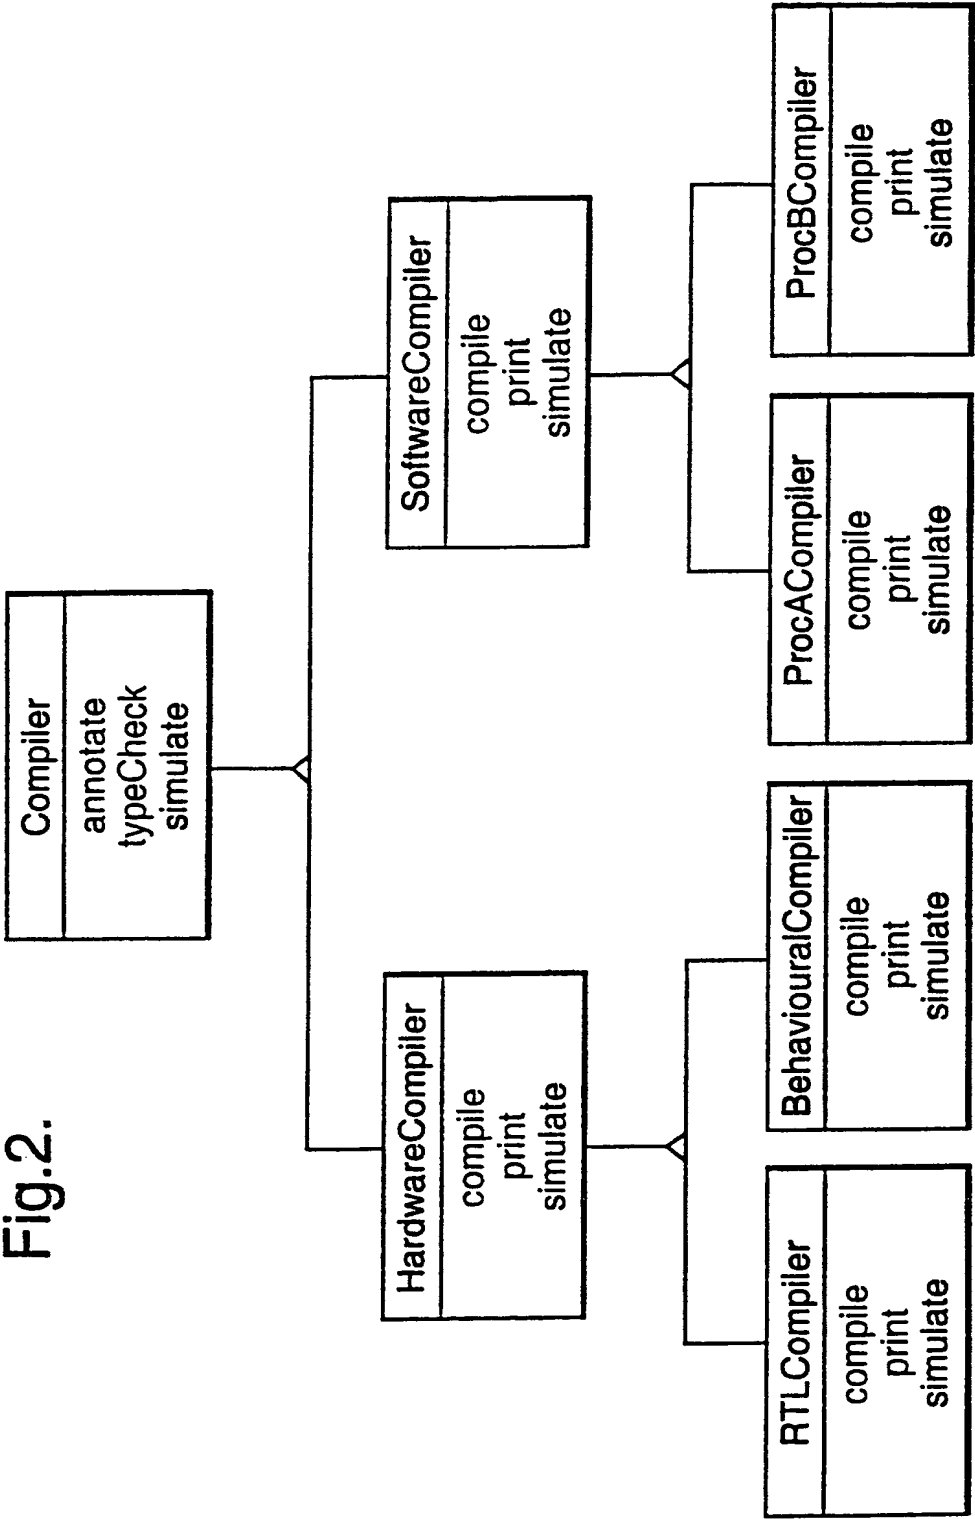 Fig.2.
Compiler
annotate
typeCheck
simulate
HardwareCompiler
compile
print
simulate
SoftwareCompiler
compile
print
simulate
RTLCompiler
compile
print
simulate
BehaviouralCompiler
compile
print
simulate
ProcACompiler
compile
print
simulate
ProcBCompiler
compile
print
simulate